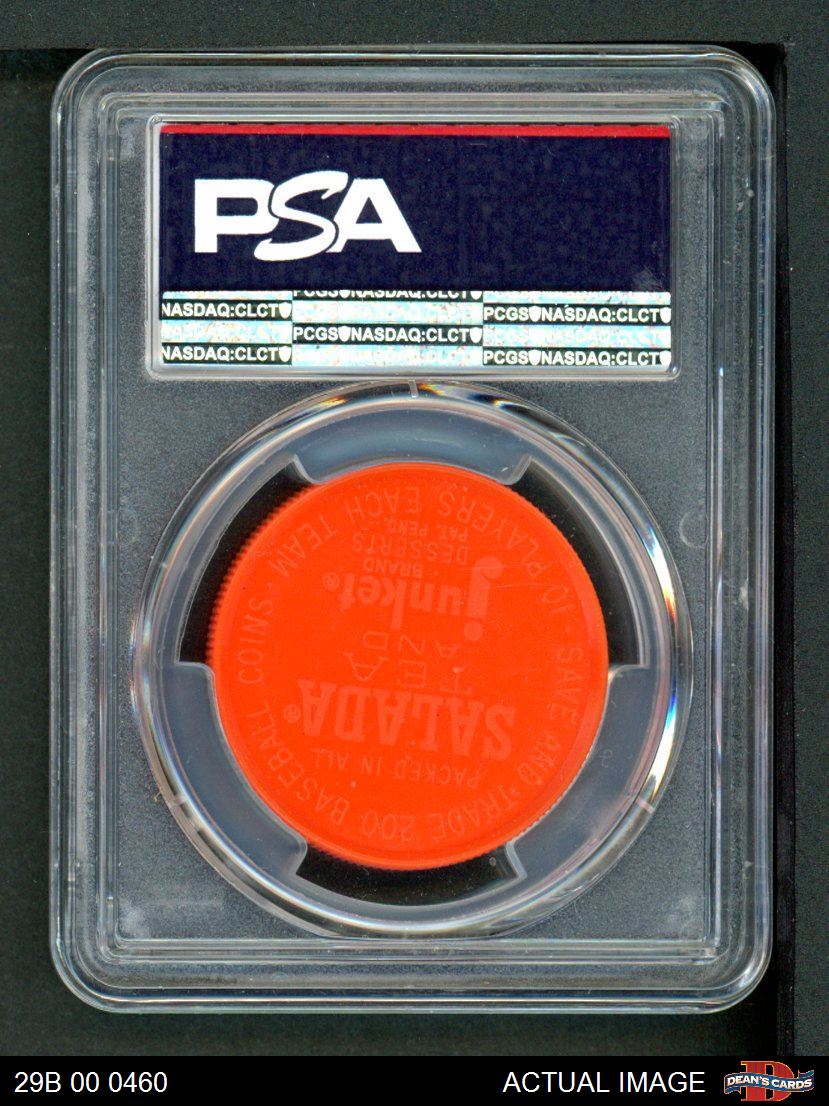 PSA
PCGS NASDAQ:CLCT
NASDAQ:CLCT PCGS NASDAQ:CLCT
PCGS NASDAQ:CLCT
NASDAQ:CLCT PCGS NASDAQ:CLCT
SAVE AND TRADE 200 BASEBALL COINS · 10 PLAYERS EACH TEAM ·
PACKED IN ALL
SALADA®
TEA
AND
junket®
BRAND
DESSERTS
PAT. PEND.
29B 00 0460
ACTUAL IMAGE
D
DEAN'S CARDS